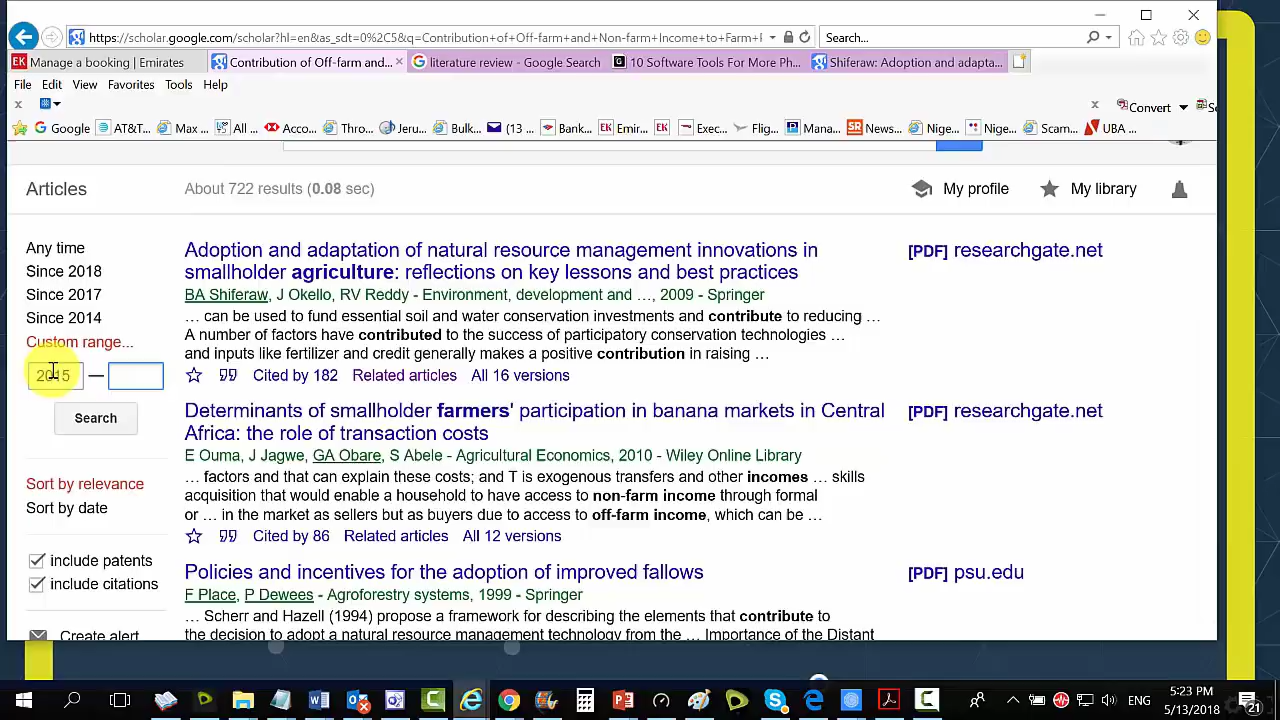 https://scholar.google.com/scholar?hl=en&as_sdt=0%2C5&q=Contribution+of+Off-farm+and+Non-farm+Income+to+Farm+F
Search...
Manage a booking | Emirates
Contribution of Off-farm and...
literature review - Google Search
10 Software Tools For More Ph...
Shiferaw: Adoption and adapta...
File Edit View Favorites Tools Help
x
x Convert
Google AT&T... Max ... All ... Acco... Thro... Jeru... Bulk... (13 ... Bank... Emir... Exec... Flig... Mana... News... Nige... Nige... Scam... UBA ...
Articles
About 722 results (0.08 sec)
My profile
My library
Any time
Since 2018
Since 2017
Since 2014
Custom range...
2015 —
Search
Sort by relevance
Sort by date
include patents
include citations
Create alert
Adoption and adaptation of natural resource management innovations in
smallholder agriculture: reflections on key lessons and best practices
BA Shiferaw, J Okello, RV Reddy - Environment, development and ..., 2009 - Springer
... can be used to fund essential soil and water conservation investments and contribute to reducing ...
A number of factors have contributed to the success of participatory conservation technologies ...
and inputs like fertilizer and credit generally makes a positive contribution in raising ...
Cited by 182 Related articles All 16 versions
[PDF] researchgate.net
Determinants of smallholder farmers' participation in banana markets in Central
Africa: the role of transaction costs
E Ouma, J Jagwe, GA Obare, S Abele - Agricultural Economics, 2010 - Wiley Online Library
... factors and that can explain these costs; and T is exogenous transfers and other incomes ... skills
acquisition that would enable a household to have access to non-farm income through formal
or ... in the market as sellers but as buyers due to access to off-farm income, which can be ...
Cited by 86 Related articles All 12 versions
[PDF] researchgate.net
Policies and incentives for the adoption of improved fallows
F Place, P Dewees - Agroforestry systems, 1999 - Springer
... Scherr and Hazell (1994) propose a framework for describing the elements that contribute to
the decision to adopt a natural resource management technology from the ... Importance of the Distant
[PDF] psu.edu
ENG
5:23 PM
5/13/2018
21